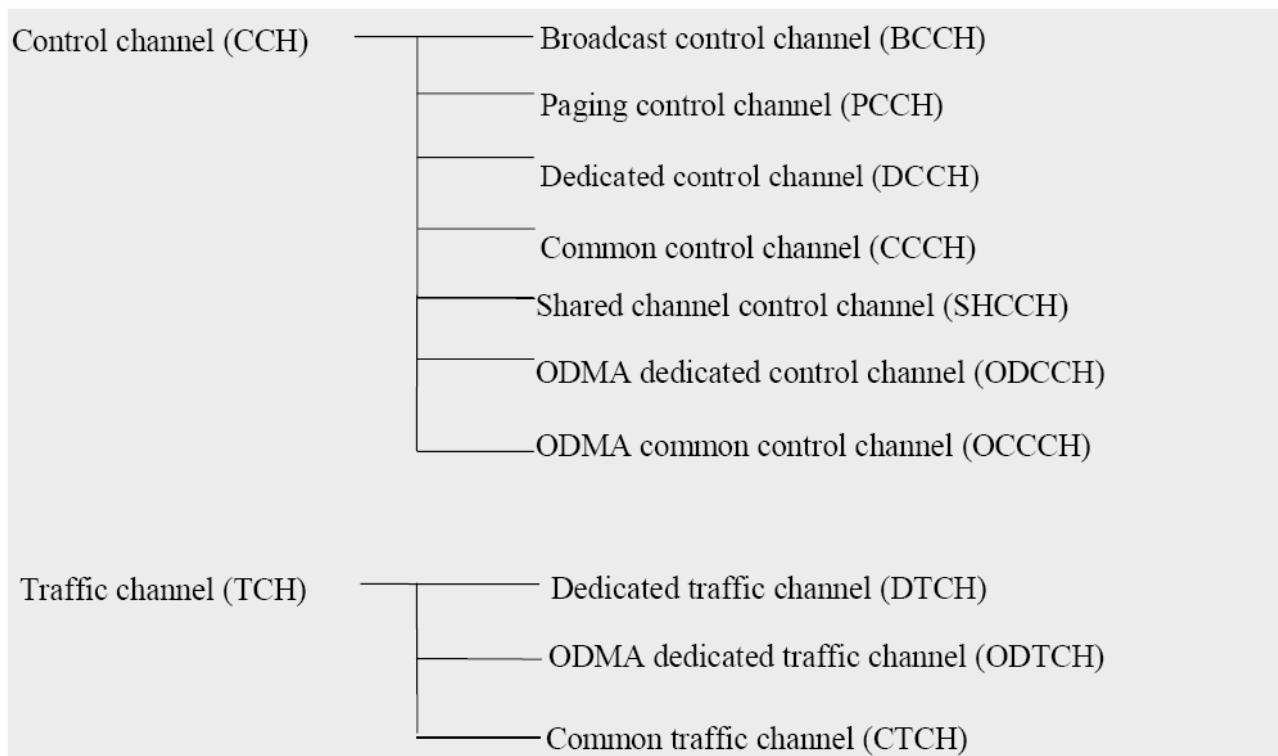 Control channel (CCH)
Broadcast control channel (BCCH)
Paging control channel (PCCH)
Dedicated control channel (DCCH)
Common control channel (CCCH)
Shared channel control channel (SHCCH)
ODMA dedicated control channel (ODCCH)
ODMA common control channel (OCCCH)
Traffic channel (TCH)
Dedicated traffic channel (DTCH)
ODMA dedicated traffic channel (ODTCH)
Common traffic channel (CTCH)